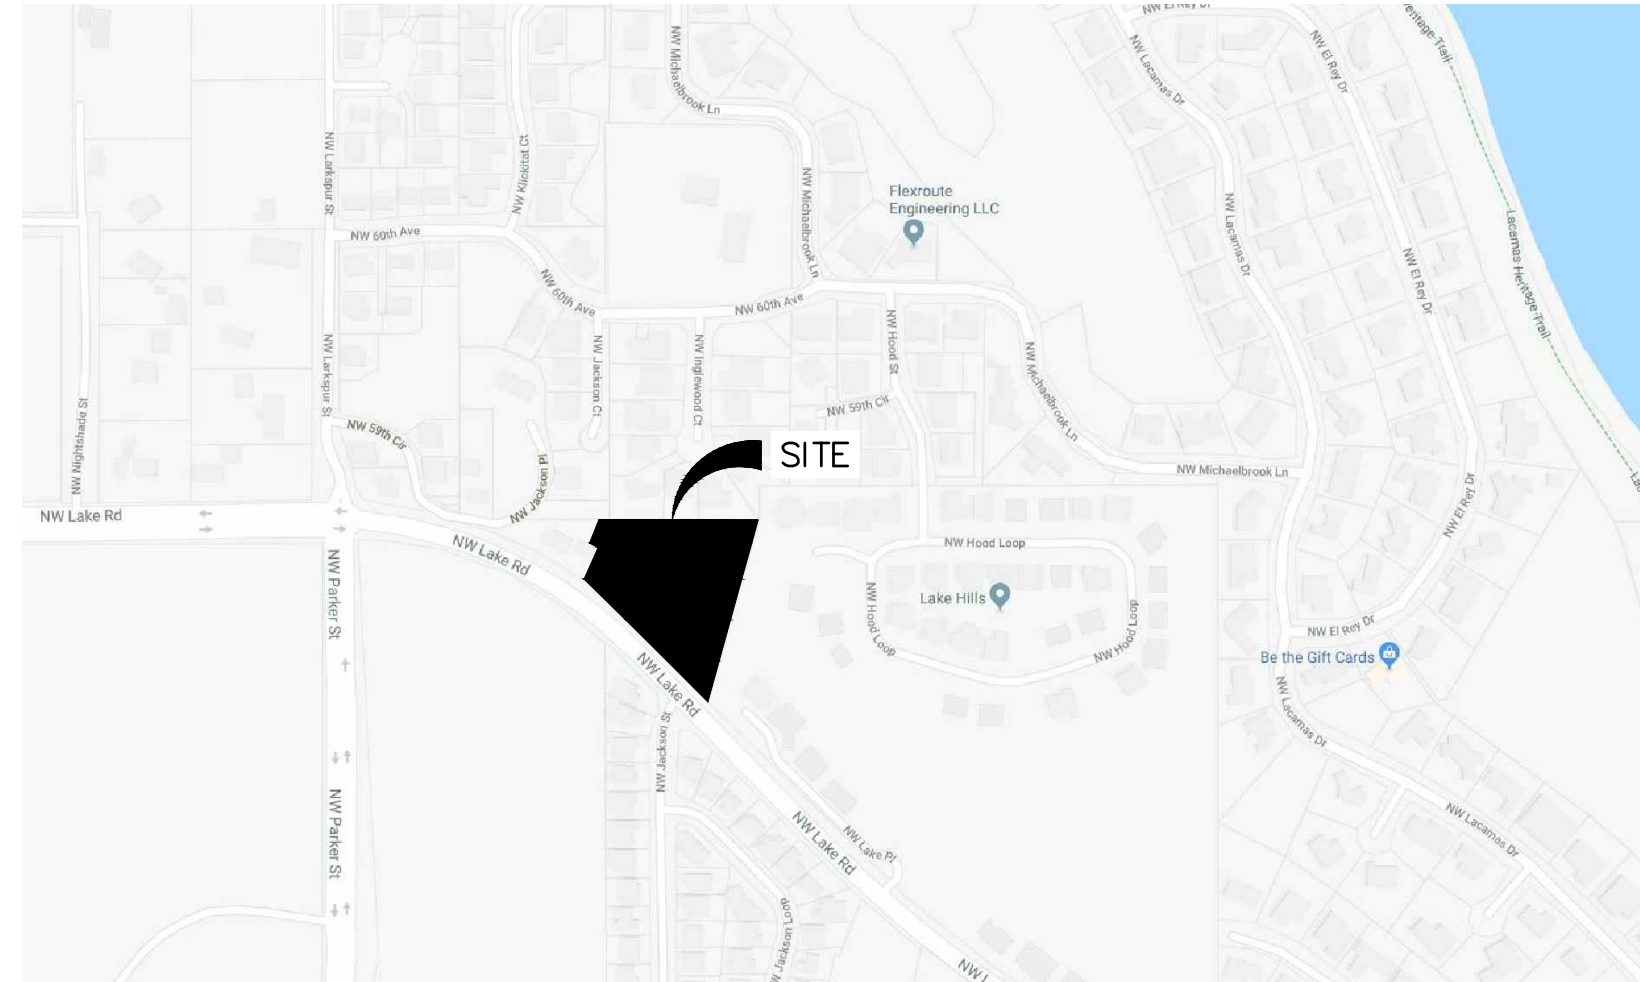 NW El Rey Dr
NW Michaelbrook Ln
NW Lacamas Dr
NW El Rey Dr
eritage-Trail
NW Larkspur St
NW Klickitat Ct
NW Michaelbrook Ln
Flexroute
Engineering LLC
NW Lacamas Dr
NW El Rey Dr
Lacamas Heritage-Trail
NW 60th Ave
NW 60th Ave
NW 60th Ave
NW Larkspur St
NW Jackson Ct
NW Inglewood Ct
NW Hood St
NW Michaelbrook Ln
NW Nightshade St
NW 59th Cir
NW 59th Cir
SITE
NW Michaelbrook Ln
NW Jackson Pl
NW El Rey Dr
NW Lake Rd
NW Lake Rd
NW Hood Loop
NW Parker St
NW Hood Loop
Lake Hills
NW Hood Loop
NW El Rey Dr
Be the Gift Cards
NW Lake Rd
NW Lacamas Dr
NW Jackson St
NW Parker St
NW Lake Rd
NW Lake Pl
NW Lacamas Dr
W Jackson Loop
NW L